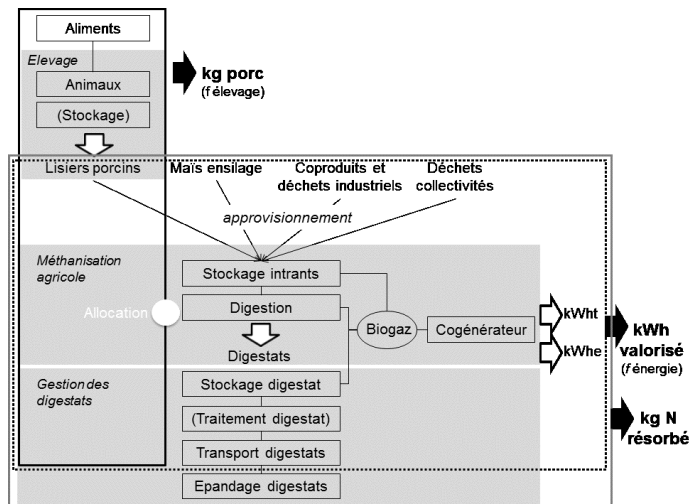 Aliments
Elevage
Animaux
(Stockage)
kg porc
(f élevage)
Lisiers porcins
Maïs ensilage
Coproduits et
déchets industriels
Déchets
collectivités
approvisionnement
Méthanisation
agricole
Stockage intrants
Allocation
Digestion
Biogaz
Cogénérateur
kWht
kWhe
kWh
valorisé
(f énergie)
Digestats
Gestion des
digestats
Stockage digestat
(Traitement digestat)
Transport digestats
Epandage digestats
kg N
résorbé